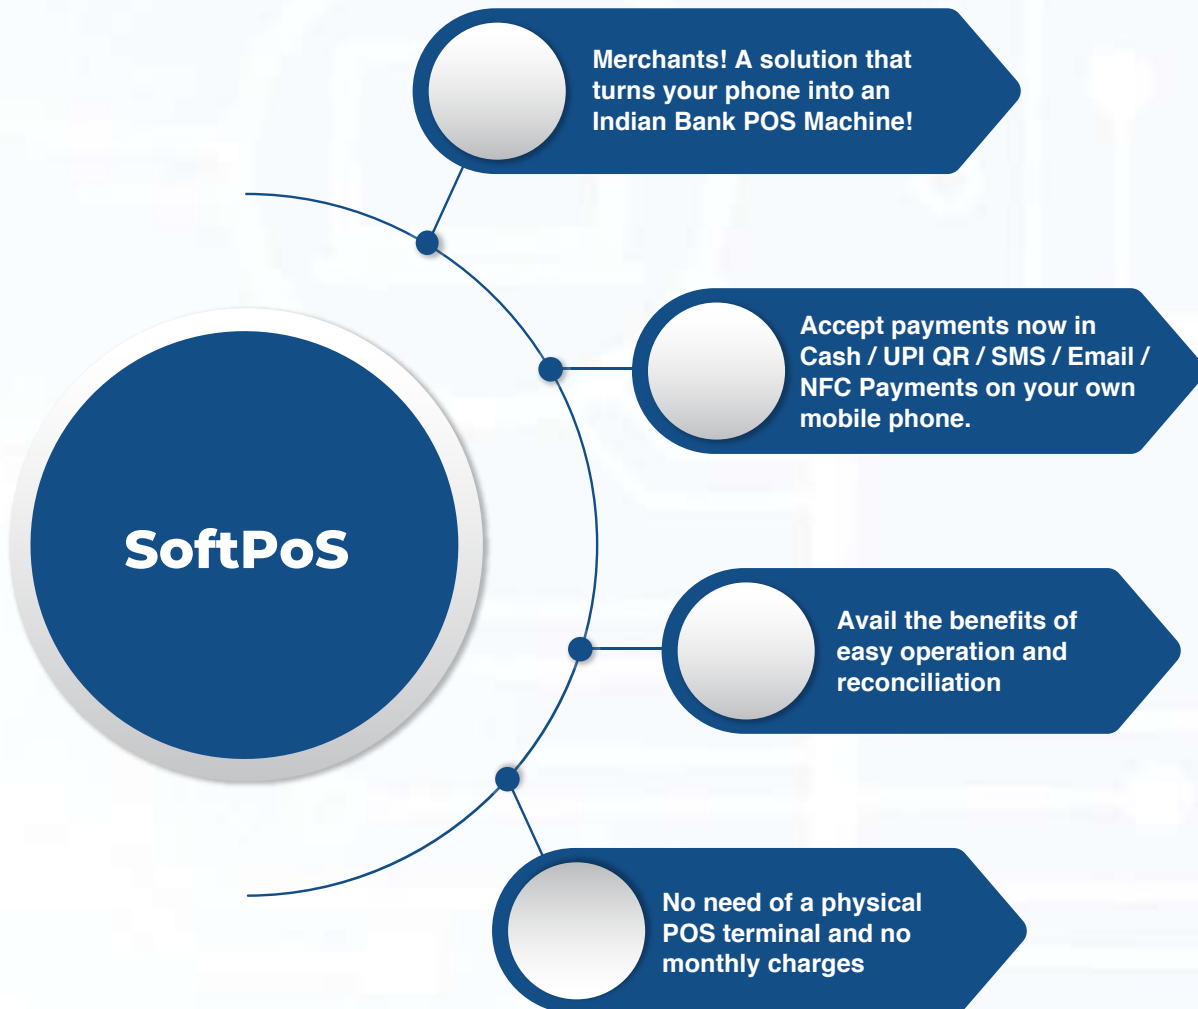 Merchants! A solution that
turns your phone into an
Indian Bank POS Machine!
Accept payments now in
Cash / UPI QR / SMS / Email /
NFC Payments on your own
mobile phone.
SoftPoS
Avail the benefits of
easy operation and
reconciliation
No need of a physical
POS terminal and no
monthly charges